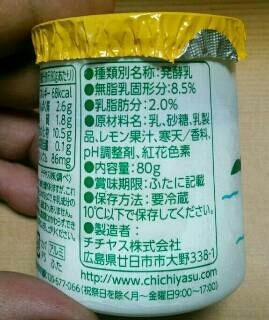 ●種類別名称：発酵乳
●無脂乳固形分：8.5%
●乳脂肪分：2.0%
●原材料名：乳、砂糖、乳製
品、レモン果汁、寒天/香料、
pH調整剤、紅花色素
●内容量：80g
●賞味期限：ふたに記載
●保存方法：要冷蔵
10℃以下で保存してください。
●製造者：
チチヤス株式会社
広島県廿日市市大野338-1
http://www.chichiyasu.com/
(祝祭日を除く月～金曜日9:00～17:00)
68kcal
2.6g
1.8g
10.5g
0.1g
86mg
アルミ
ふた